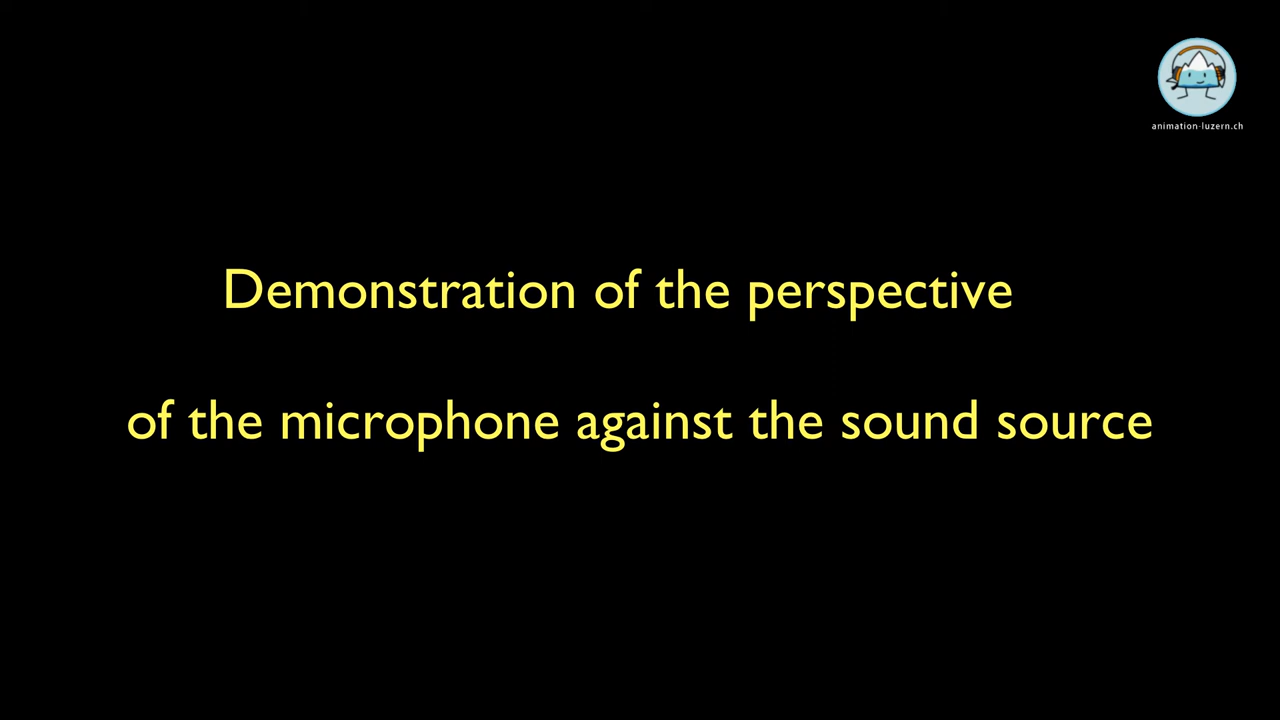 animation-luzern.ch
Demonstration of the perspective
of the microphone against the sound source